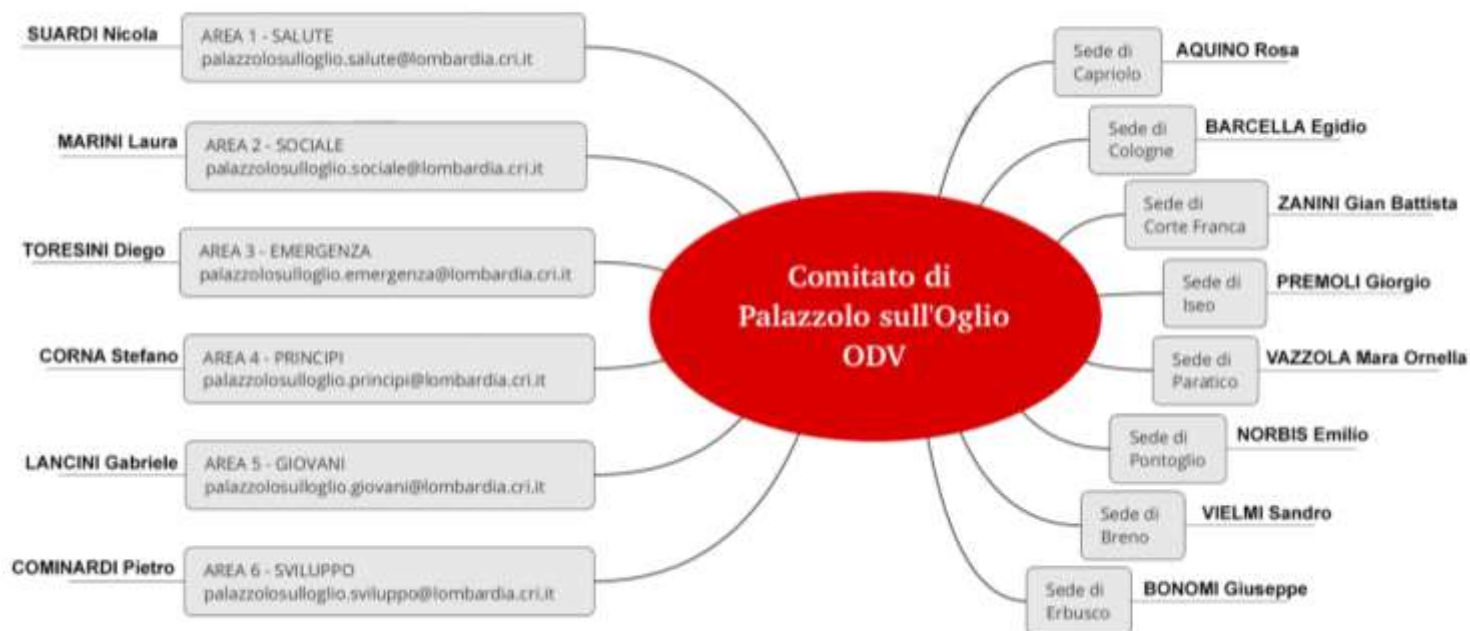 SUARDI Nicola
AREA 1 - SALUTE
palazzolosulloglio.salute@lombardia.cri.it
MARINI Laura
AREA 2 - SOCIALE
palazzolosulloglio.sociale@lombardia.cri.it
TORESINI Diego
AREA 3 - EMERGENZA
palazzolosulloglio.emergenza@lombardia.cri.it
CORNA Stefano
AREA 4 - PRINCIPI
palazzolosulloglio.principi@lombardia.cri.it
LANCINI Gabriele
AREA 5 - GIOVANI
palazzolosulloglio.giovani@lombardia.cri.it
COMINARDI Pietro
AREA 6 - SVILUPPO
palazzolosulloglio.sviluppo@lombardia.cri.it
Comitato di
Palazzolo sull'Oglio
ODV
Sede di
Capriolo
AQUINO Rosa
Sede di
Cologne
BARCELLA Egidio
Sede di
Corte Franca
ZANINI Gian Battista
Sede di
Iseo
PREMOLI Giorgio
Sede di
Paratico
VAZZOLA Mara Ornella
Sede di
Pontoglio
NORBIS Emilio
Sede di
Breno
VIELMI Sandro
Sede di
Erbusco
BONOMI Giuseppe